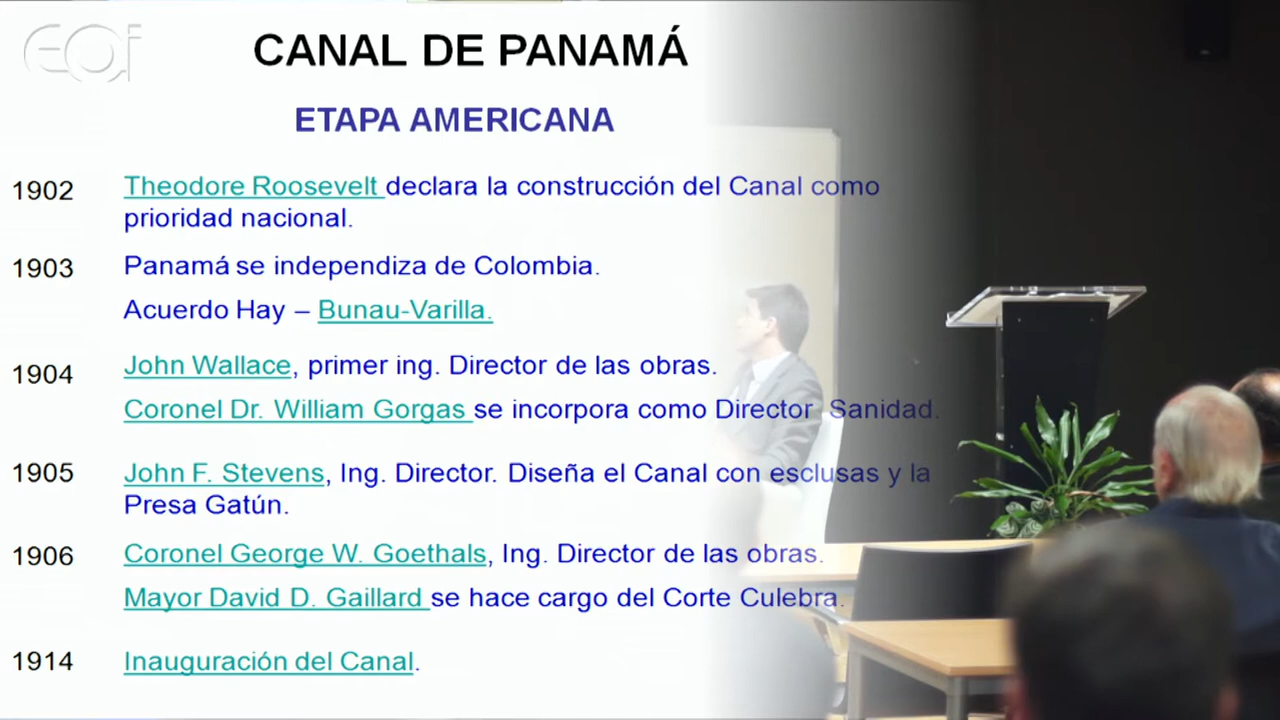 eoi
CANAL DE PANAMÁ
ETAPA AMERICANA
1902 Theodore Roosevelt declara la construcción del Canal como
prioridad nacional.
1903 Panamá se independiza de Colombia.
Acuerdo Hay – Bunau-Varilla.
1904 John Wallace, primer ing. Director de las obras.
Coronel Dr. William Gorgas se incorpora como Director Sanidad.
1905 John F. Stevens, Ing. Director. Diseña el Canal con esclusas y la
Presa Gatún.
1906 Coronel George W. Goethals, Ing. Director de las obras.
Mayor David D. Gaillard se hace cargo del Corte Culebra.
1914 Inauguración del Canal.